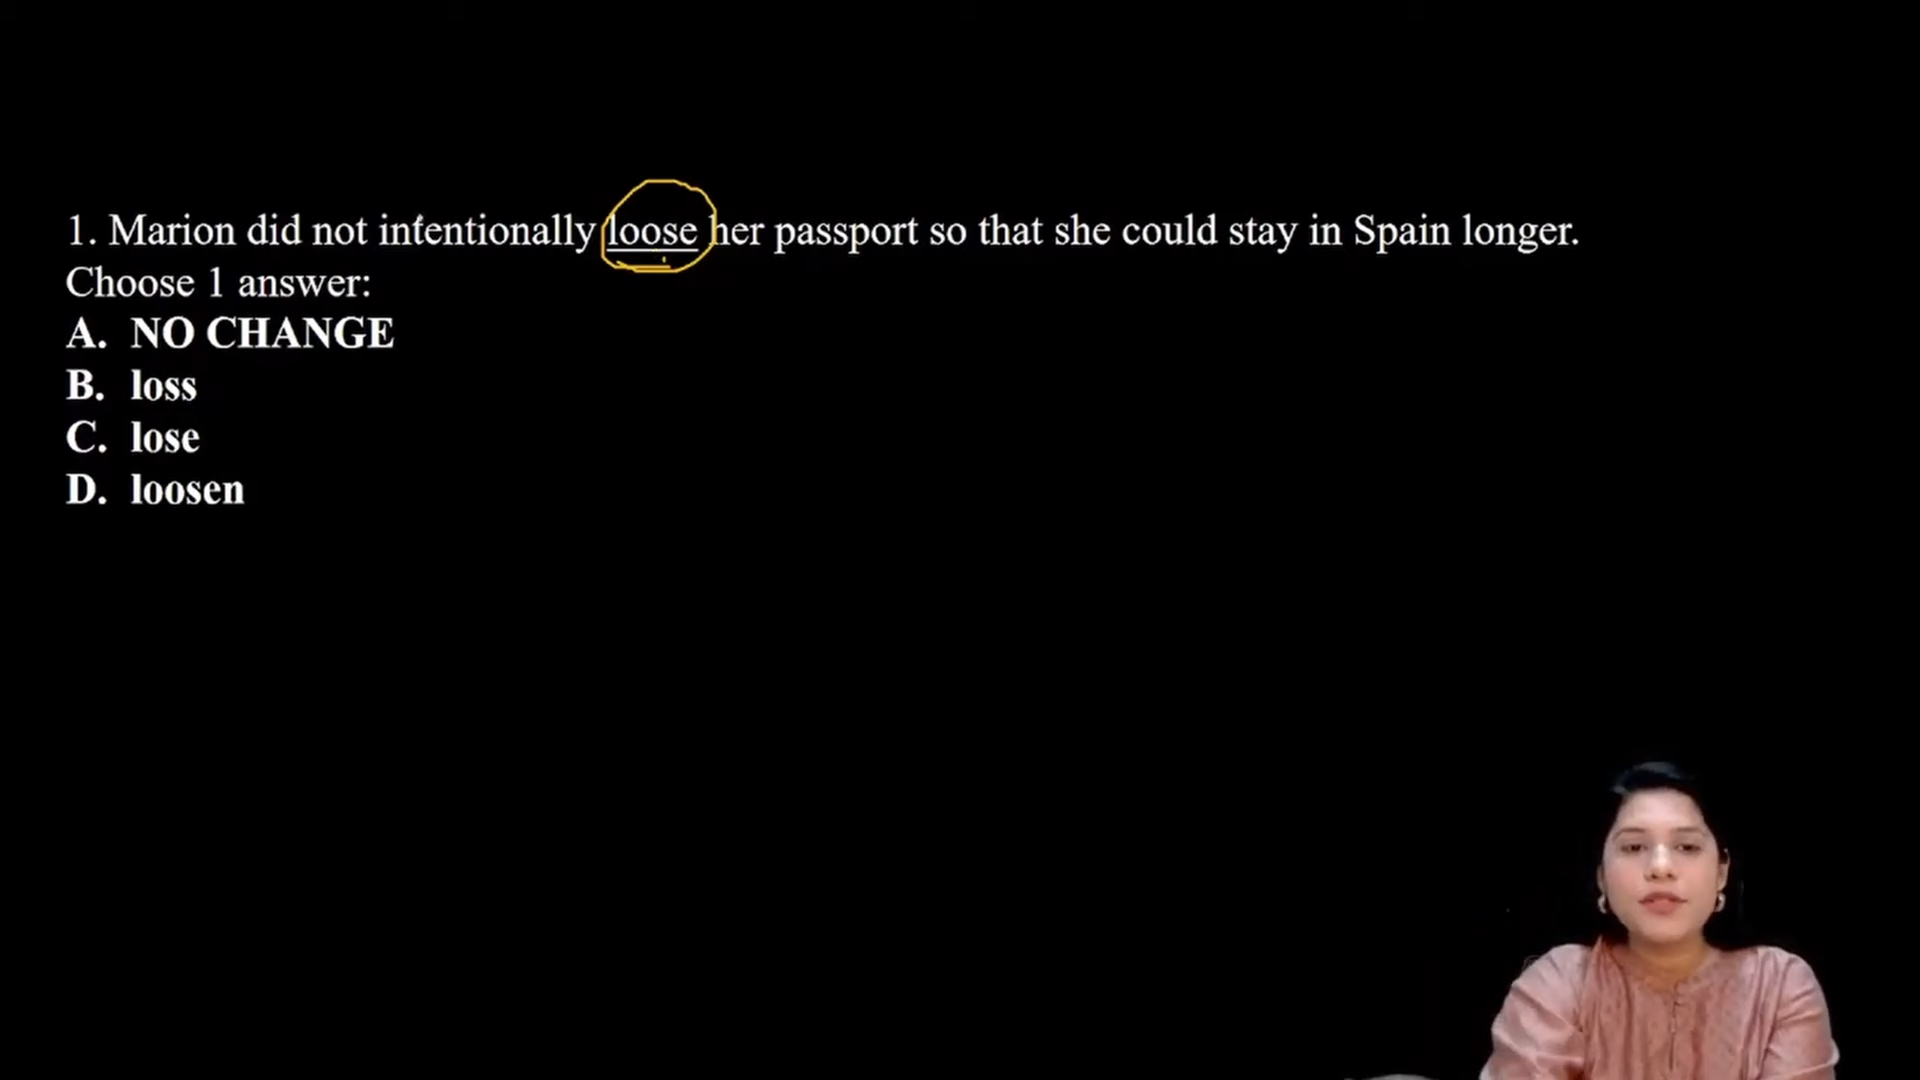 1. Marion did not intentionally loose her passport so that she could stay in Spain longer.
Choose 1 answer:
A. NO CHANGE
B. loss
C. lose
D. loosen